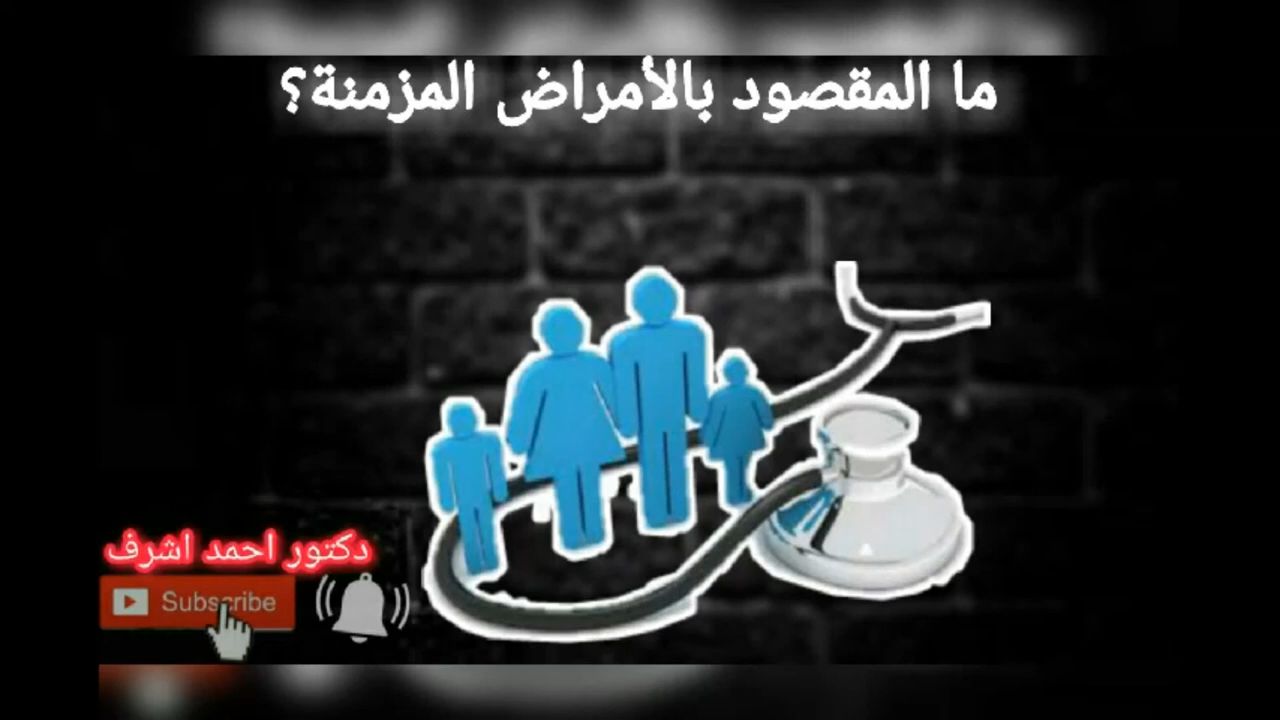 ما المقصود بالأمراض المزمنة؟
دكتور احمد اشرف
Subscribe